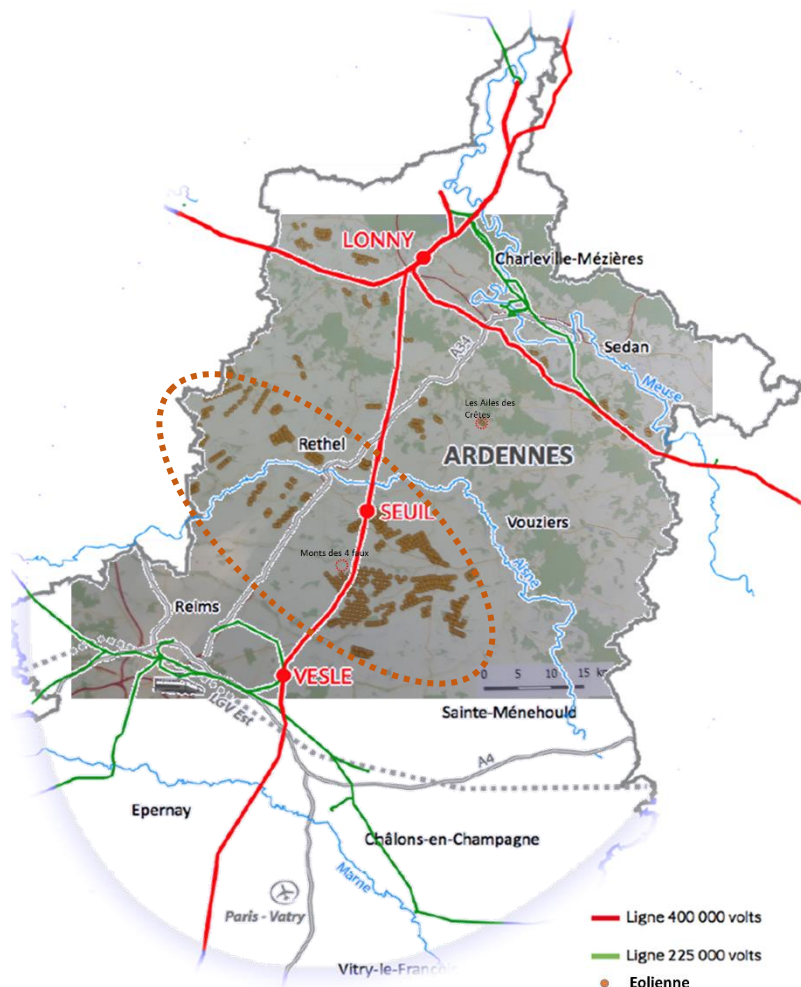 LONNY
Charleville-Mézières
A34
Sedan
Meuse
Les Ailes des
Crêtes
Rethel
ARDENNES
SEUIL
Vouziers
Monts des 4 faux
Aisne
Reims
VESLE
0 5 10 15 km
LGV Est
Sainte-Ménehould
A4
Epernay
Châlons-en-Champagne
Marne
Paris - Vatry
Ligne 400 000 volts
Ligne 225 000 volts
Vitry-le-Franço
Eolienne